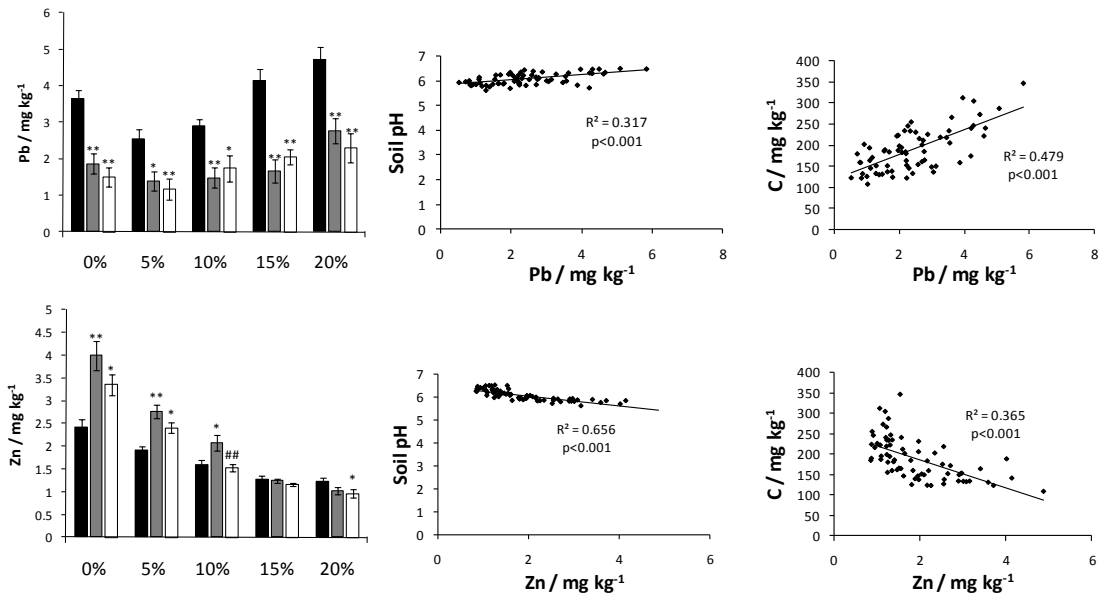 Pb / mg kg⁻¹
6
5
4
3
2
1
0
** ** * ** ** * ** ** ** **
0% 5% 10% 15% 20%
Soil pH
7
6
5
4
3
2
1
0
R² = 0.317
p<0.001
0 2 4 6 8
Pb / mg kg⁻¹
C / mg kg⁻¹
400
350
300
250
200
150
100
50
0
R² = 0.479
p<0.001
0 2 4 6 8
Pb / mg kg⁻¹
Zn / mg kg⁻¹
5
4.5
4
3.5
3
2.5
2
1.5
1
0.5
0
** * ** * * ## *
0% 5% 10% 15% 20%
Soil pH
7
6
5
4
3
2
1
0
R² = 0.656
p<0.001
0 2 4 6
Zn / mg kg⁻¹
C / mg kg⁻¹
400
350
300
250
200
150
100
50
0
R² = 0.365
p<0.001
0 2 4 6
Zn / mg kg⁻¹